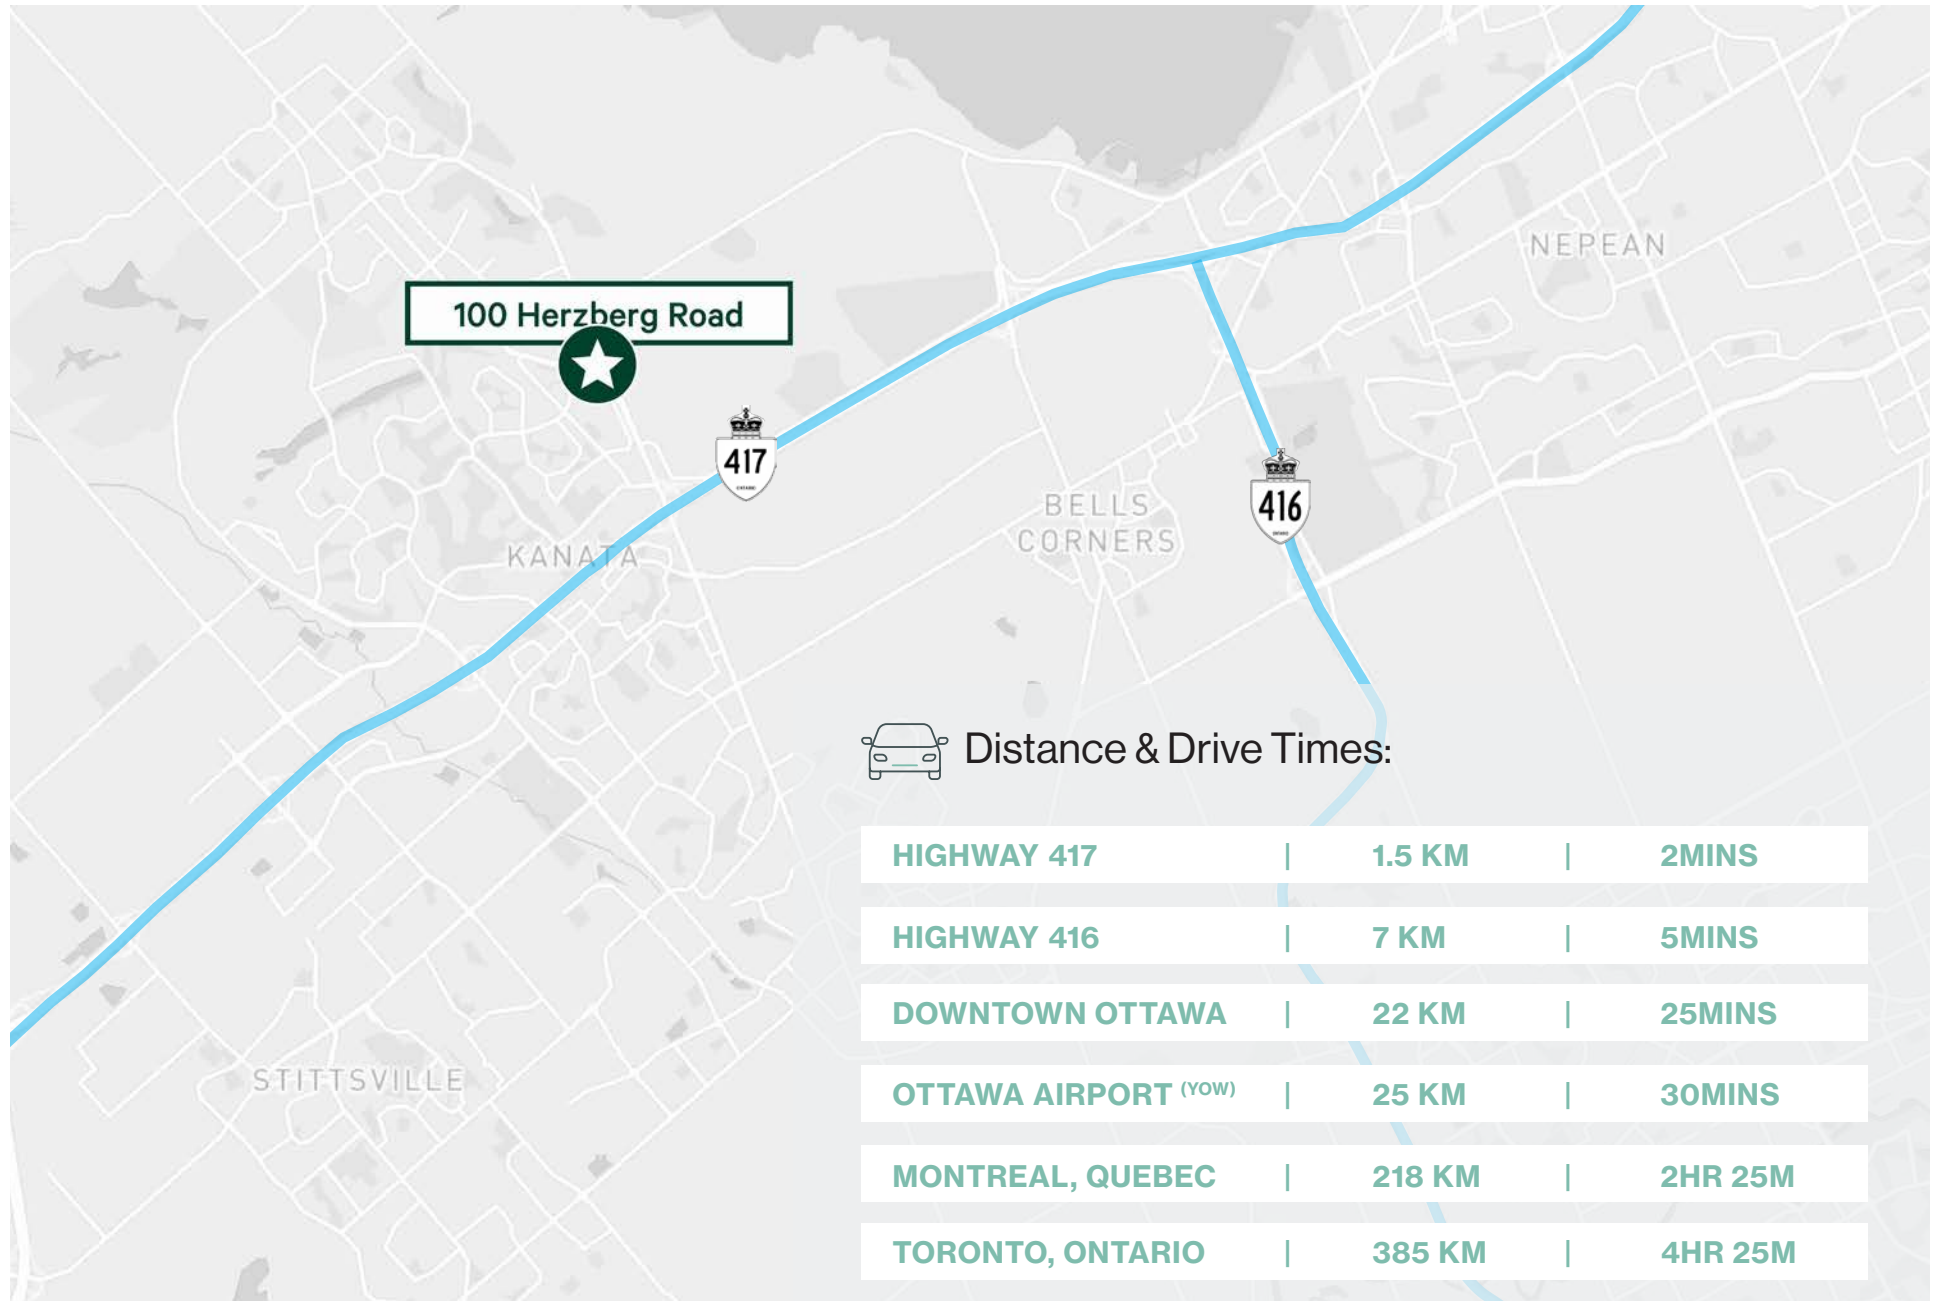 NEPEAN
100 Herzberg Road
417
416
BELLS
CORNERS
KANATA
Distance & Drive Times:
HIGHWAY 417 | 1.5 KM | 2MINS
HIGHWAY 416 | 7 KM | 5MINS
DOWNTOWN OTTAWA | 22 KM | 25MINS
STITTSVILLE
OTTAWA AIRPORT (YOW) | 25 KM | 30MINS
MONTREAL, QUEBEC | 218 KM | 2HR 25M
TORONTO, ONTARIO | 385 KM | 4HR 25M